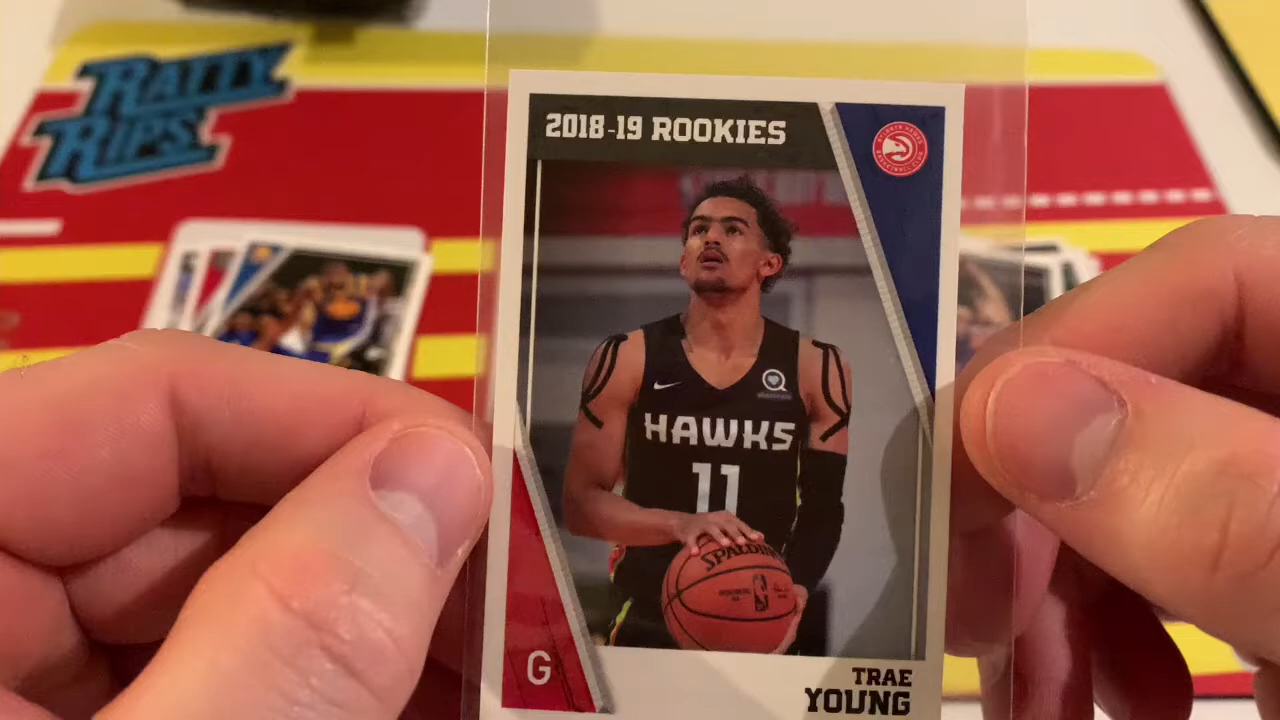 RATTY
RIPS
2018-19 ROOKIES
HAWKS
11
SPALDING
G
TRAE
YOUNG